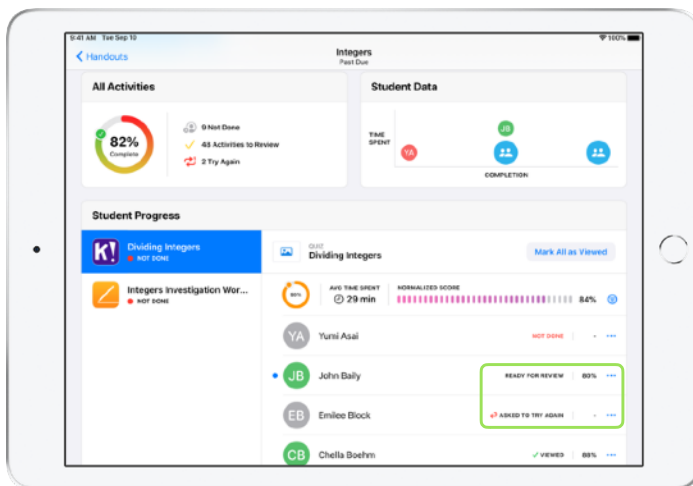 9:41 AM Tue Sep 10
100%
Handouts
Integers
Past Due
All Activities
82%
Complete
9 Not Done
43 Activities to Review
2 Try Again
Student Data
TIME SPENT
YA
JB
COMPLETION
Student Progress
K!
Dividing Integers
NOT DONE
Integers Investigation Wor...
NOT DONE
QUIZ
Dividing Integers
Mark All as Viewed
AVG TIME SPENT
29 min
NORMALIZED SCORE
84%
YA Yumi Asai NOT DONE - ...
JB John Baily READY FOR REVIEW 80% ...
EB Emilee Block ASKED TO TRY AGAIN - ...
CB Chella Boehm VIEWED 88% ...